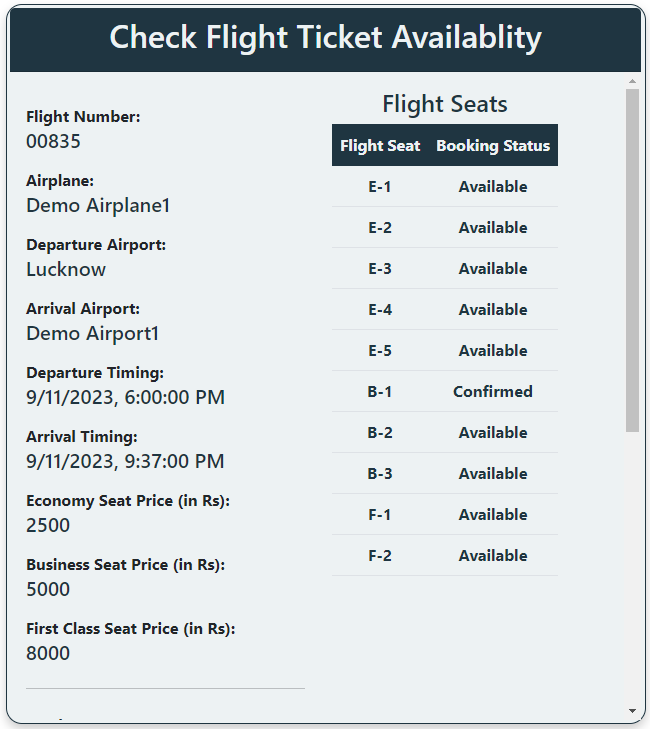 Check Flight Ticket Availablity
Flight Number:
00835
Airplane:
Demo Airplane1
Departure Airport:
Lucknow
Arrival Airport:
Demo Airport1
Departure Timing:
9/11/2023, 6:00:00 PM
Arrival Timing:
9/11/2023, 9:37:00 PM
Economy Seat Price (in Rs):
2500
Business Seat Price (in Rs):
5000
First Class Seat Price (in Rs):
8000
Flight Seats
Flight Seat Booking Status
E-1 Available
E-2 Available
E-3 Available
E-4 Available
E-5 Available
B-1 Confirmed
B-2 Available
B-3 Available
F-1 Available
F-2 Available